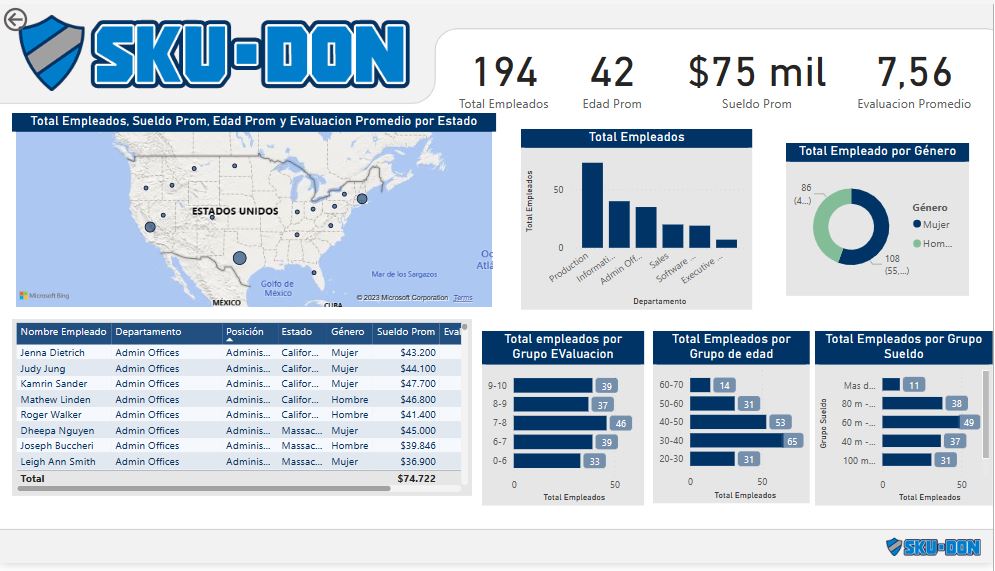 SKU-DON
194
Total Empleados
42
Edad Prom
$75 mil
Sueldo Prom
7,56
Evaluacion Promedio
Total Empleados, Sueldo Prom, Edad Prom y Evaluacion Promedio por Estado
ESTADOS UNIDOS
MÉXICO
Golfo de
México
Mar de los Sargazos
CUBA
Oc
Atlá
Microsoft Bing
© 2023 Microsoft Corporation Terms
Total Empleados
Total Empleados
50
0
Production
Informati...
Admin Off...
Sales
Software ...
Executive ...
Departamento
Total Empleado por Género
86
(4...)
108
(55,...)
Género
Mujer
Hom...
Nombre Empleado Departamento Posición Estado Género Sueldo Prom Eval
Jenna Dietrich Admin Offices Adminis... Califor... Mujer $43.200
Judy Jung Admin Offices Adminis... Califor... Mujer $44.100
Kamrin Sander Admin Offices Adminis... Califor... Mujer $47.700
Mathew Linden Admin Offices Adminis... Califor... Hombre $46.800
Roger Walker Admin Offices Adminis... Califor... Hombre $41.400
Dheepa Nguyen Admin Offices Adminis... Massac... Mujer $45.000
Joseph Buccheri Admin Offices Adminis... Massac... Hombre $39.846
Leigh Ann Smith Admin Offices Adminis... Massac... Mujer $36.900
Total $74.722
Total empleados por
Grupo EValuacion
9-10 39
8-9 37
7-8 46
6-7 39
0-6 33
0 50
Total Empleados
Total Empleados por
Grupo de edad
60-70 14
50-60 31
40-50 53
30-40 65
20-30 31
0 50
Total Empleados
Total Empleados por Grupo
Sueldo
Grupo Sueldo
Mas d... 11
80 m -... 38
60 m -... 49
40 m -... 37
100 m... 31
0 50
Total Empleados
SKU-DON